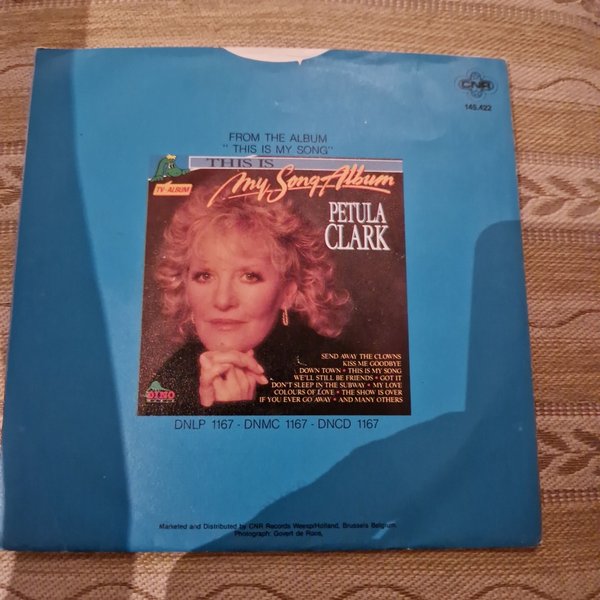 CNR
145.422
FROM THE ALBUM
" THIS IS MY SONG"
THIS IS
My Song Album
TV-ALBUM
PETULA
CLARK
SEND AWAY THE CLOWNS
KISS ME GOODBYE
DOWN TOWN • THIS IS MY SONG
WE'LL STILL BE FRIENDS • GOT IT
DON'T SLEEP IN THE SUBWAY • MY LOVE
COLOURS OF LOVE • THE SHOW IS OVER
IF YOU EVER GO AWAY • AND MANY OTHERS
DINO
DNLP 1167 - DNMC 1167 - DNCD 1167
Marketed and Distributed by CNR Records Weesp/Holland, Brussels Belgium.
Photograph: Govert de Roos,